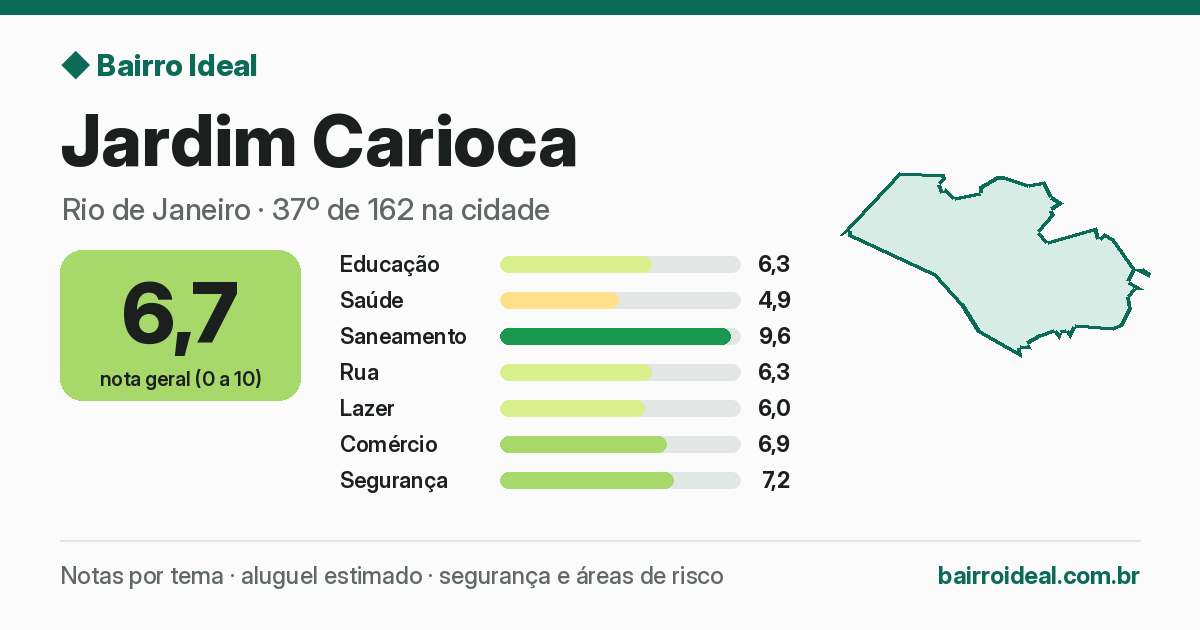 Bairro Ideal
Jardim Carioca
Rio de Janeiro · 37º de 162 na cidade
6,7
nota geral (0 a 10)
Educação 6,3
Saúde 4,9
Saneamento 9,6
Rua 6,3
Lazer 6,0
Comércio 6,9
Segurança 7,2
Notas por tema · aluguel estimado · segurança e áreas de risco
bairroideal.com.br